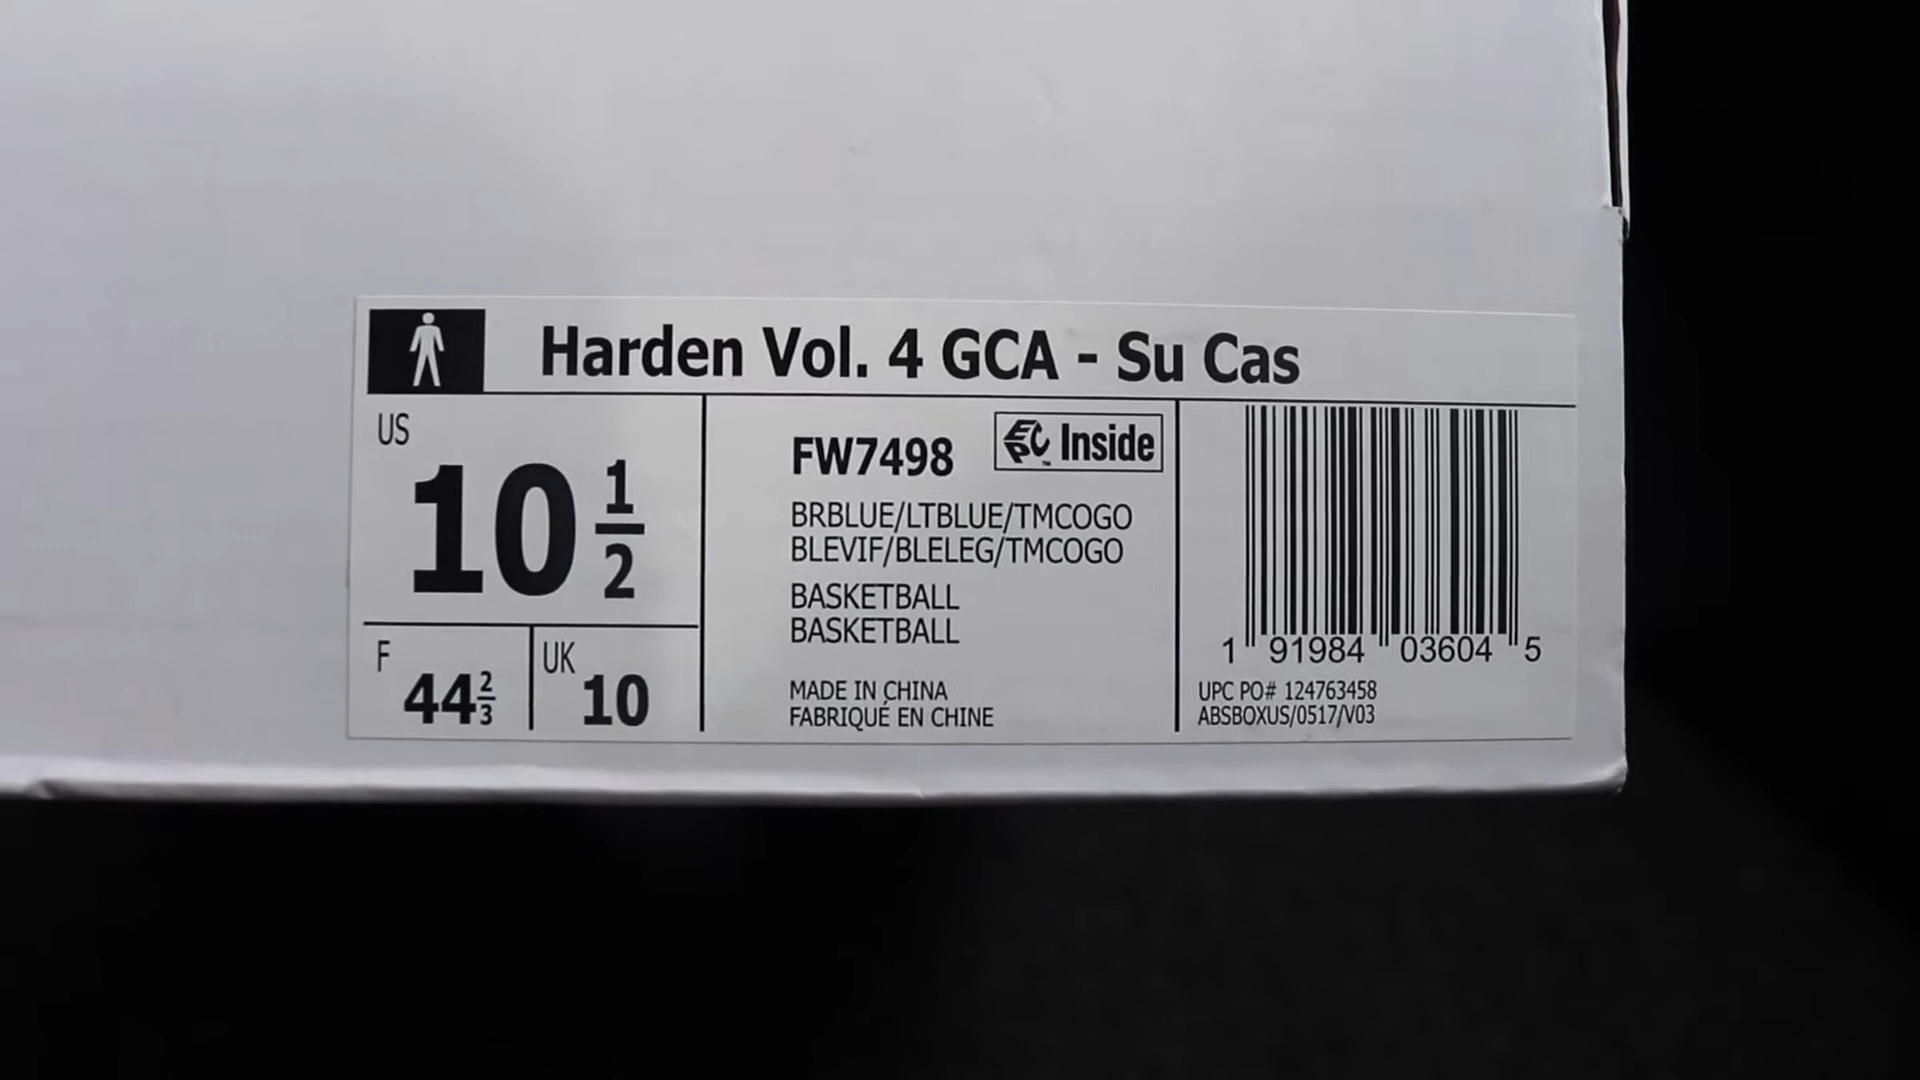 Harden Vol. 4 GCA - Su Cas
US
10 1/2
F
44 2/3
UK
10
FW7498
EPC™ Inside
BRBLUE/LTBLUE/TMCOGO
BLEVIF/BLELEG/TMCOGO
BASKETBALL
BASKETBALL
MADE IN CHINA
FABRIQUÉ EN CHINE
1 91984 03604 5
UPC PO# 124763458
ABSBOXUS/0517/V03